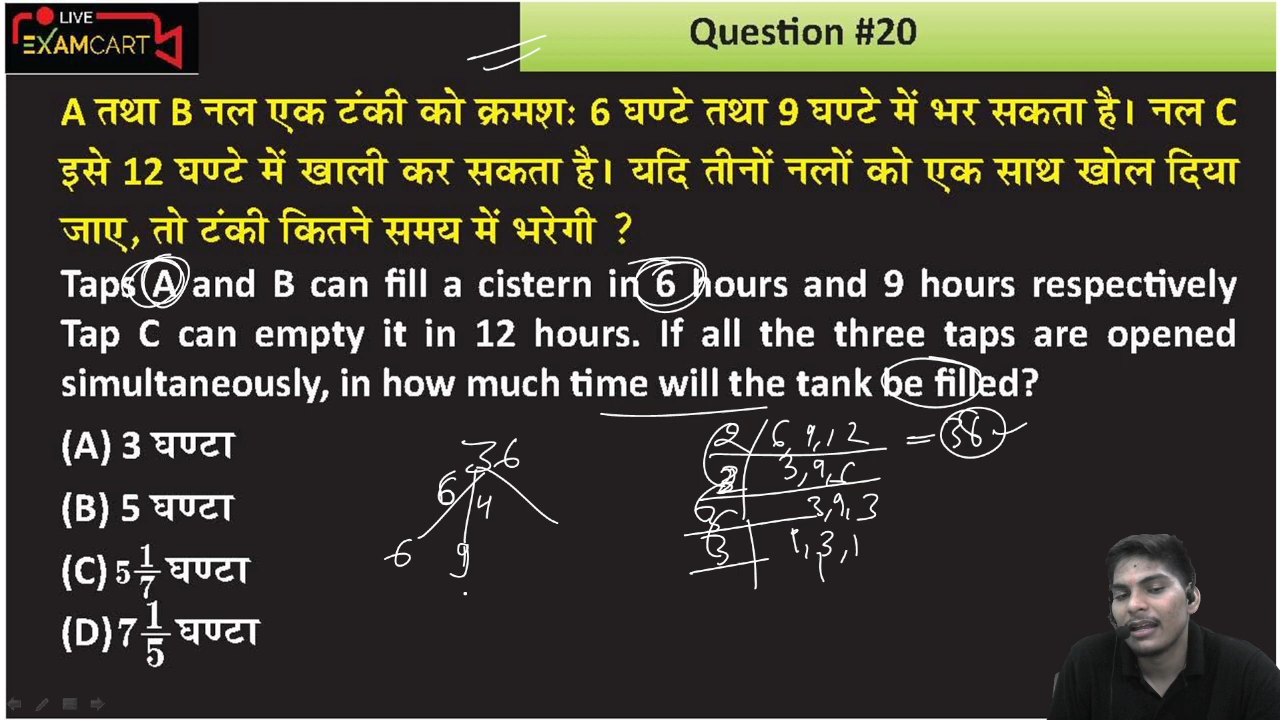 LIVE
EXAMCART
Question #20
A तथा B नल एक टंकी को क्रमशः 6 घण्टे तथा 9 घण्टे में भर सकता है। नल C
इसे 12 घण्टे में खाली कर सकता है। यदि तीनों नलों को एक साथ खोल दिया
जाए, तो टंकी कितने समय में भरेगी ?
Taps A and B can fill a cistern in 6 hours and 9 hours respectively
Tap C can empty it in 12 hours. If all the three taps are opened
simultaneously, in how much time will the tank be filled?
(A) 3 घण्टा
(B) 5 घण्टा
(C) 5 1/7 घण्टा
(D) 7 1/5 घण्टा
36
6 4
6 9
2 6, 9, 12 = 36
3, 9, 6
3, 9, 3
3 1, 3, 1